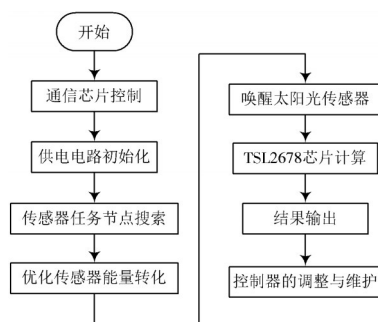 开始
通信芯片控制
供电电路初始化
传感器任务节点搜索
优化传感器能量转化
唤醒太阳光传感器
TSL2678芯片计算
结果输出
控制器的调整与维护